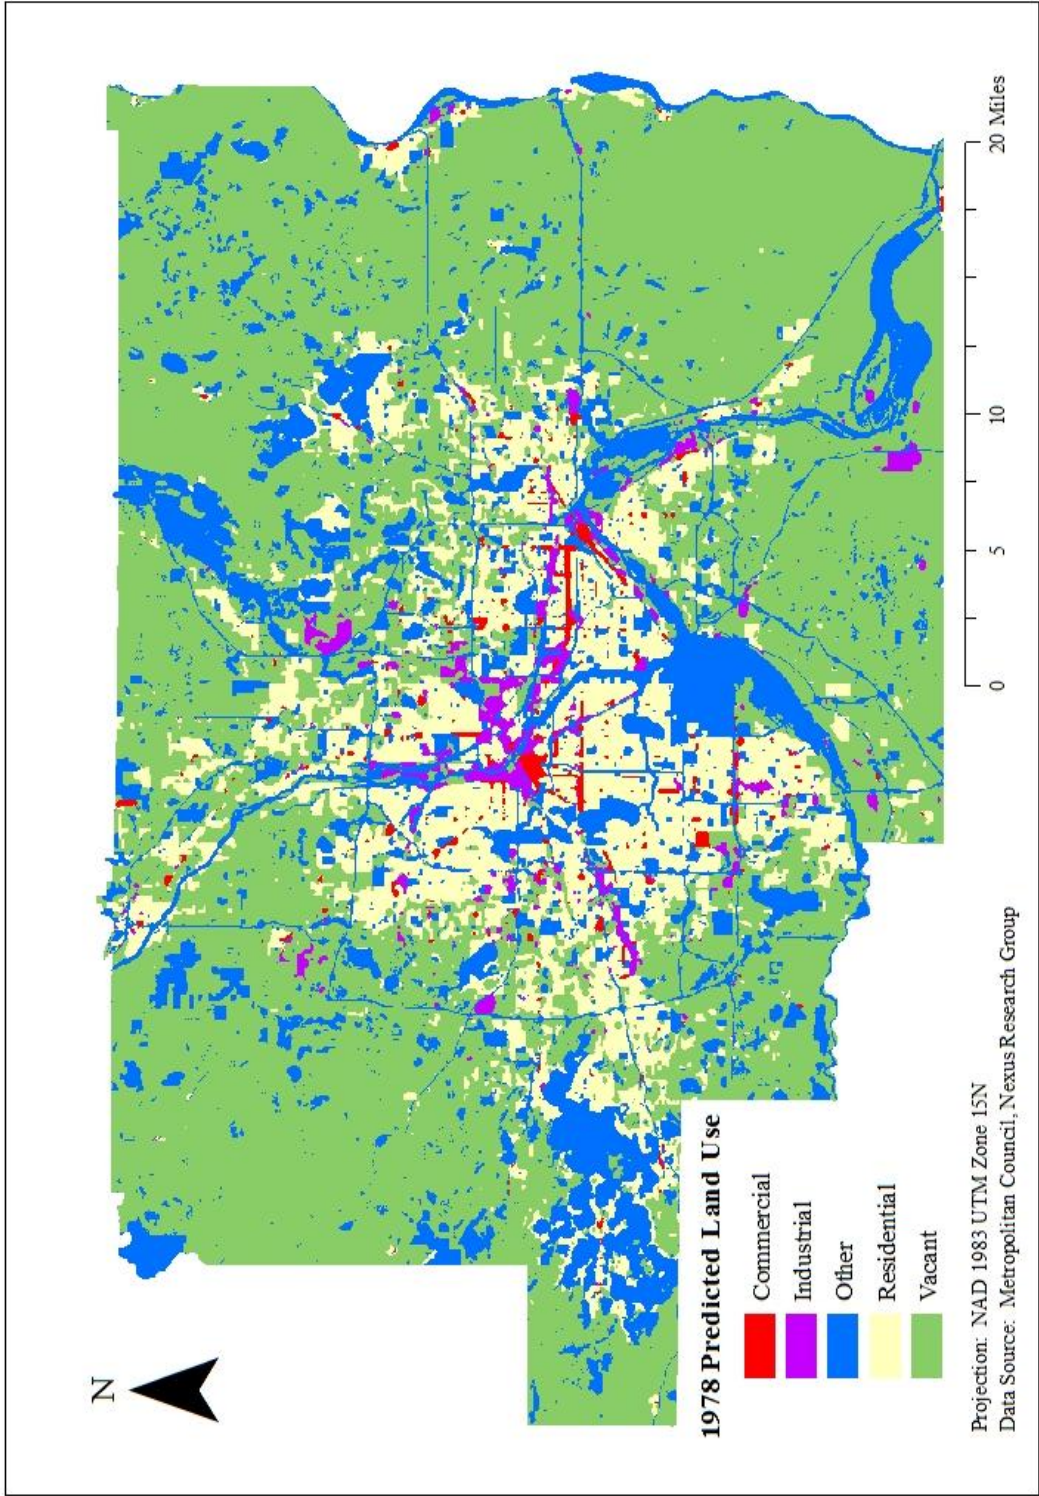 N
1978 Predicted Land Use
Commercial
Industrial
Other
Residential
Vacant
Projection: NAD 1983 UTM Zone 15N
Data Source: Metropolitan Council, Nexus Research Group
0 5 10 20 Miles